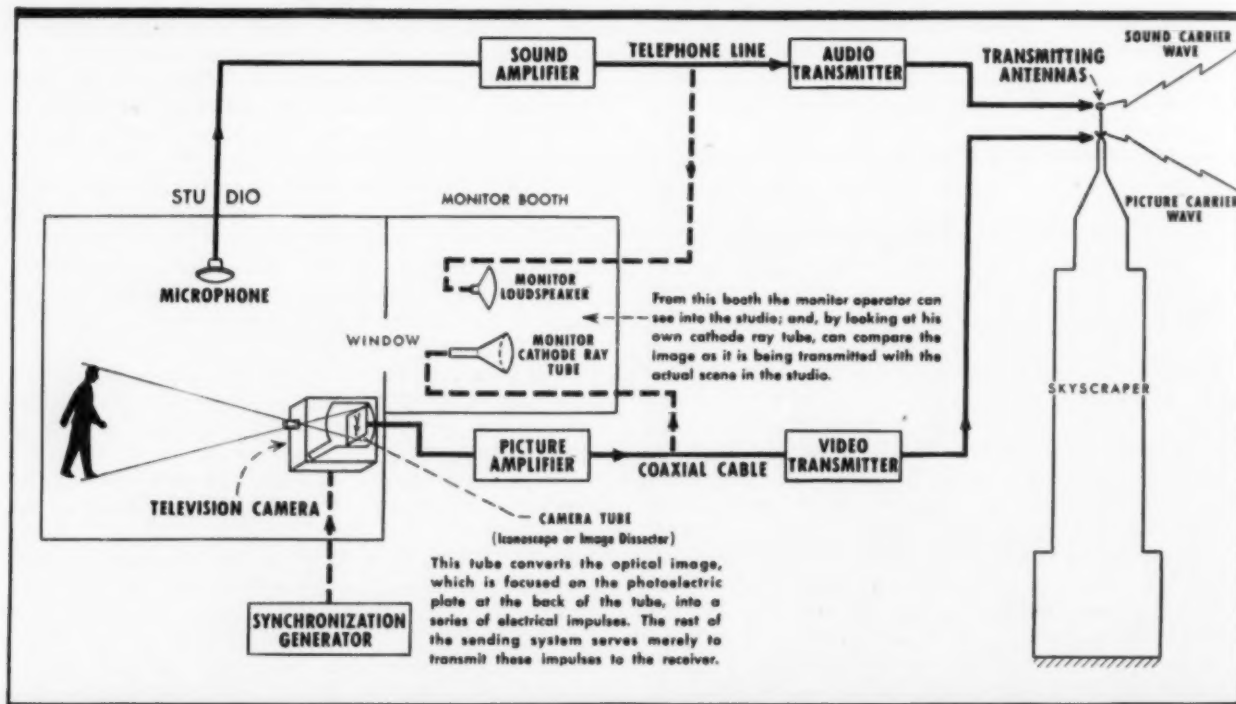 SOUND CARRIER
WAVE
SOUND
AMPLIFIER
TELEPHONE LINE
AUDIO
TRANSMITTER
TRANSMITTING
ANTENNAS
STUDIO
MONITOR BOOTH
PICTURE CARRIER
WAVE
MICROPHONE
MONITOR
LOUDSPEAKER
From this booth the monitor operator can
see into the studio; and, by looking at his
own cathode ray tube, can compare the
image as it is being transmitted with the
actual scene in the studio.
WINDOW
MONITOR
CATHODE RAY
TUBE
SKYSCRAPER
PICTURE
AMPLIFIER
COAXIAL CABLE
VIDEO
TRANSMITTER
TELEVISION CAMERA
CAMERA TUBE
(Iconoscope or Image Dissector)
This tube converts the optical image,
which is focused on the photoelectric
plate at the back of the tube, into a
series of electrical impulses. The rest of
the sending system serves merely to
transmit these impulses to the receiver.
SYNCHRONIZATION
GENERATOR